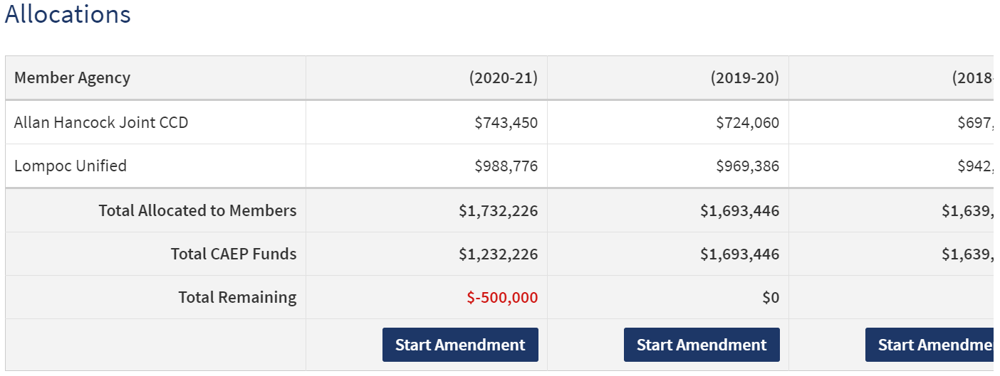 Allocations
Member Agency (2020-21) (2019-20) (2018-
Allan Hancock Joint CCD $743,450 $724,060 $697,
Lompoc Unified $988,776 $969,386 $942,
Total Allocated to Members $1,732,226 $1,693,446 $1,639,
Total CAEP Funds $1,232,226 $1,693,446 $1,639,
Total Remaining $-500,000 $0
Start Amendment Start Amendment Start Amendme